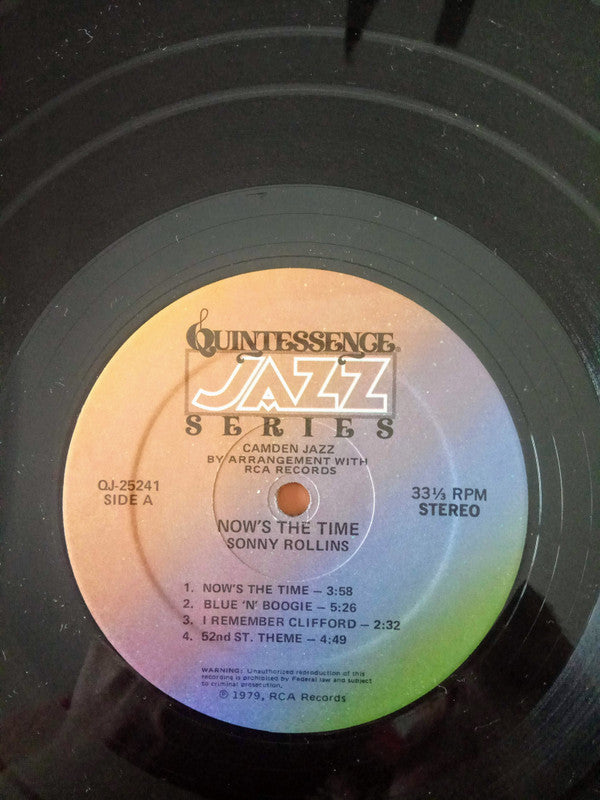 QUINTESSENCE
JAZZ
SERIES
CAMDEN JAZZ
BY ARRANGEMENT WITH
RCA RECORDS
QJ-25241
SIDE A
33⅓ RPM
STEREO
NOW'S THE TIME
SONNY ROLLINS
1. NOW'S THE TIME – 3:58
2. BLUE 'N' BOOGIE – 5:26
3. I REMEMBER CLIFFORD – 2:32
4. 52nd ST. THEME – 4:49
WARNING: Unauthorized reproduction of this
recording is prohibited by Federal law and subject
to criminal prosecution.
℗ 1979, RCA Records